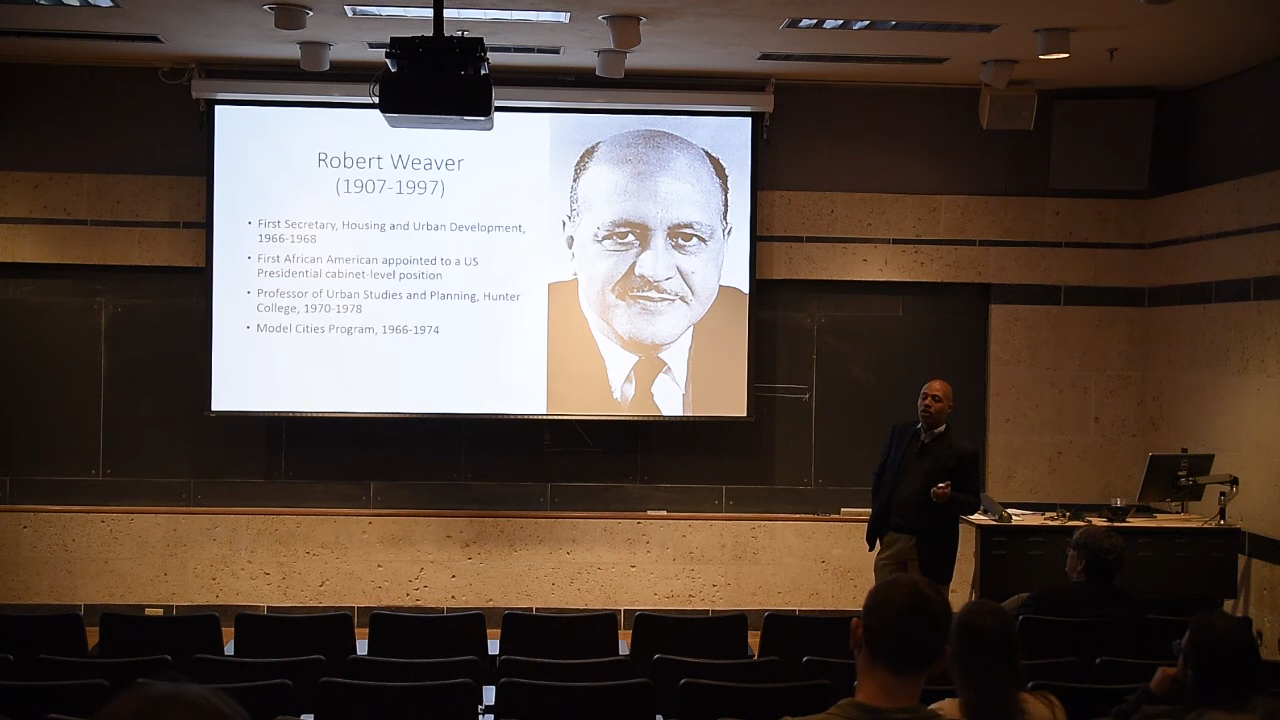 Robert Weaver
(1907-1997)
• First Secretary, Housing and Urban Development,
1966-1968
• First African American appointed to a US
Presidential cabinet-level position
• Professor of Urban Studies and Planning, Hunter
College, 1970-1978
• Model Cities Program, 1966-1974